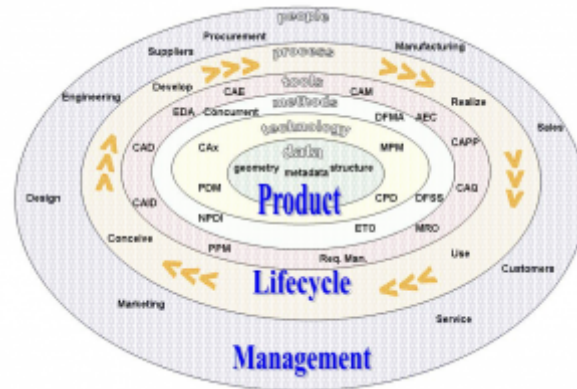 people
Procurement
Suppliers
Manufacturing
process
Engineering
Develop
Realize
tools
CAE
CAM
methods
EDA
Concurrent
DFMA
AEC
Sales
technology
CAD
CAx
data
MPM
CAPP
geometry
metadata
structure
Design
PDM
Product
CPD
DFSS
CAQ
CAID
NPDI
ETO
MRO
Conceive
PPM
Req. Man.
Use
Customers
Lifecycle
Marketing
Service
Management